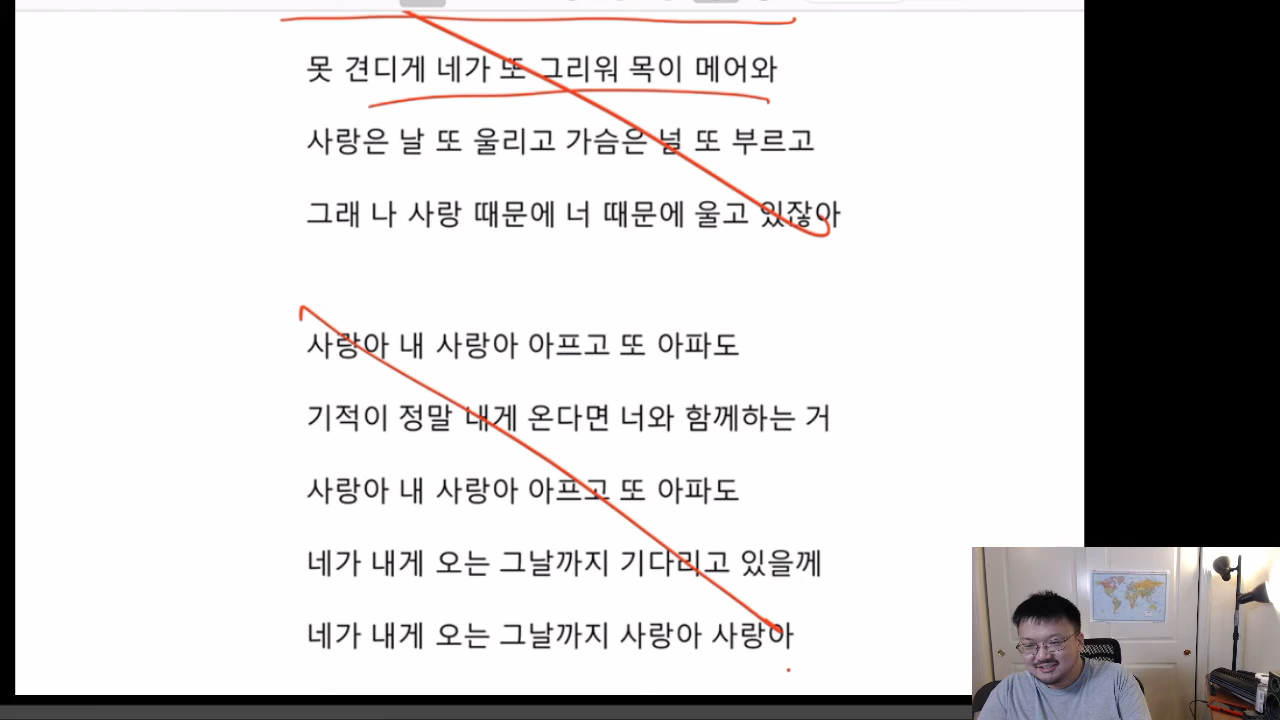 못 견디게 네가 또 그리워 목이 메어와
사랑은 날 또 울리고 가슴은 널 또 부르고
그래 나 사랑 때문에 너 때문에 울고 있잖아
사랑아 내 사랑아 아프고 또 아파도
기적이 정말 내게 온다면 너와 함께하는 거
사랑아 내 사랑아 아프고 또 아파도
네가 내게 오는 그날까지 기다리고 있을께
네가 내게 오는 그날까지 사랑아 사랑아